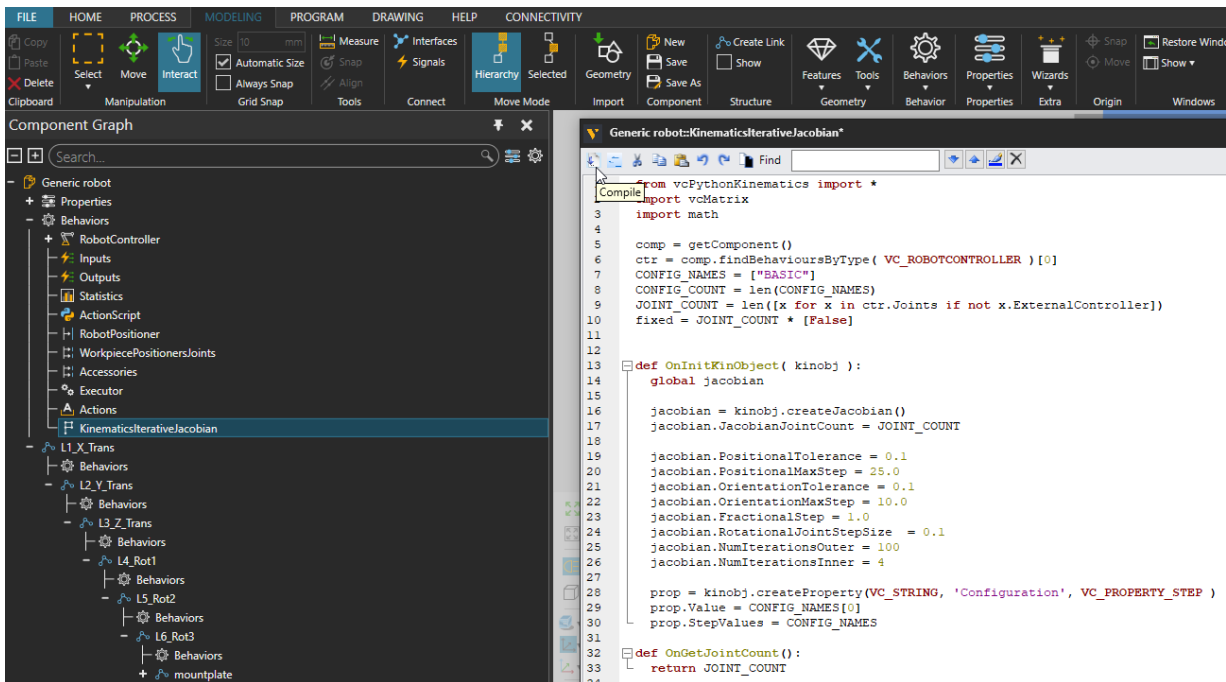 FILE HOME PROCESS MODELING PROGRAM DRAWING HELP CONNECTIVITY
Copy
Paste
Delete
Clipboard
Select
Move
Interact
Manipulation
Size 10 mm
Automatic Size
Always Snap
Grid Snap
Measure
Snap
Align
Tools
Interfaces
Signals
Connect
Hierarchy
Selected
Move Mode
Geometry
Import
New
Save
Save As
Component
Create Link
Show
Structure
Features
Tools
Geometry
Behaviors
Behavior
Properties
Properties
Wizards
Extra
Snap
Move
Origin
Restore Windo
Show
Windows
Component Graph
Search...
Generic robot
Properties
Behaviors
RobotController
Inputs
Outputs
Statistics
ActionScript
RobotPositioner
WorkpiecePositionersJoints
Accessories
Executor
Actions
KinematicsIterativeJacobian
L1_X_Trans
Behaviors
L2_Y_Trans
Behaviors
L3_Z_Trans
Behaviors
L4_Rot1
Behaviors
L5_Rot2
Behaviors
L6_Rot3
Behaviors
mountplate
Generic robot::KinematicsIterativeJacobian*
Find
Compile
from vcPythonKinematics import *
import vcMatrix
3 import math
4
5 comp = getComponent()
6 ctr = comp.findBehavioursByType( VC_ROBOTCONTROLLER )[0]
7 CONFIG_NAMES = ["BASIC"]
8 CONFIG_COUNT = len(CONFIG_NAMES)
9 JOINT_COUNT = len([x for x in ctr.Joints if not x.ExternalController])
10 fixed = JOINT_COUNT * [False]
11
12
13 def OnInitKinObject( kinobj ):
14 global jacobian
15
16 jacobian = kinobj.createJacobian()
17 jacobian.JacobianJointCount = JOINT_COUNT
18
19 jacobian.PositionalTolerance = 0.1
20 jacobian.PositionalMaxStep = 25.0
21 jacobian.OrientationTolerance = 0.1
22 jacobian.OrientationMaxStep = 10.0
23 jacobian.FractionalStep = 1.0
24 jacobian.RotationalJointStepSize = 0.1
25 jacobian.NumIterationsOuter = 100
26 jacobian.NumIterationsInner = 4
27
28 prop = kinobj.createProperty(VC_STRING, 'Configuration', VC_PROPERTY_STEP )
29 prop.Value = CONFIG_NAMES[0]
30 prop.StepValues = CONFIG_NAMES
31
32 def OnGetJointCount():
33 return JOINT_COUNT